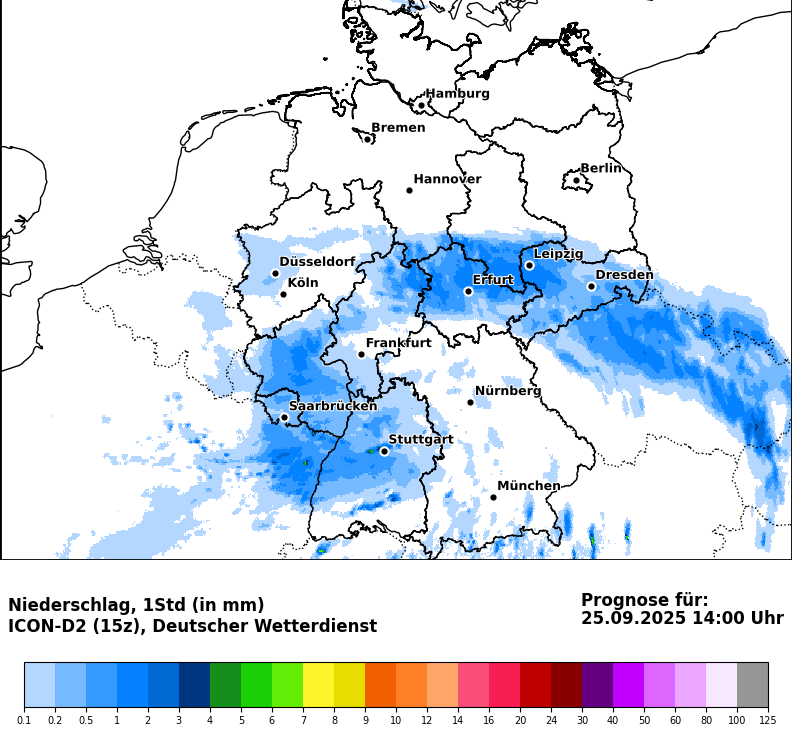 Hamburg
Bremen
Berlin
Hannover
Leipzig
Düsseldorf
Dresden
Köln
Erfurt
Frankfurt
Nürnberg
Saarbrücken
Stuttgart
München
Niederschlag, 1Std (in mm)
ICON-D2 (15z), Deutscher Wetterdienst
Prognose für:
25.09.2025 14:00 Uhr
0.1 0.2 0.5 1 2 3 4 5 6 7 8 9 10 12 14 16 20 24 30 40 50 60 80 100 125